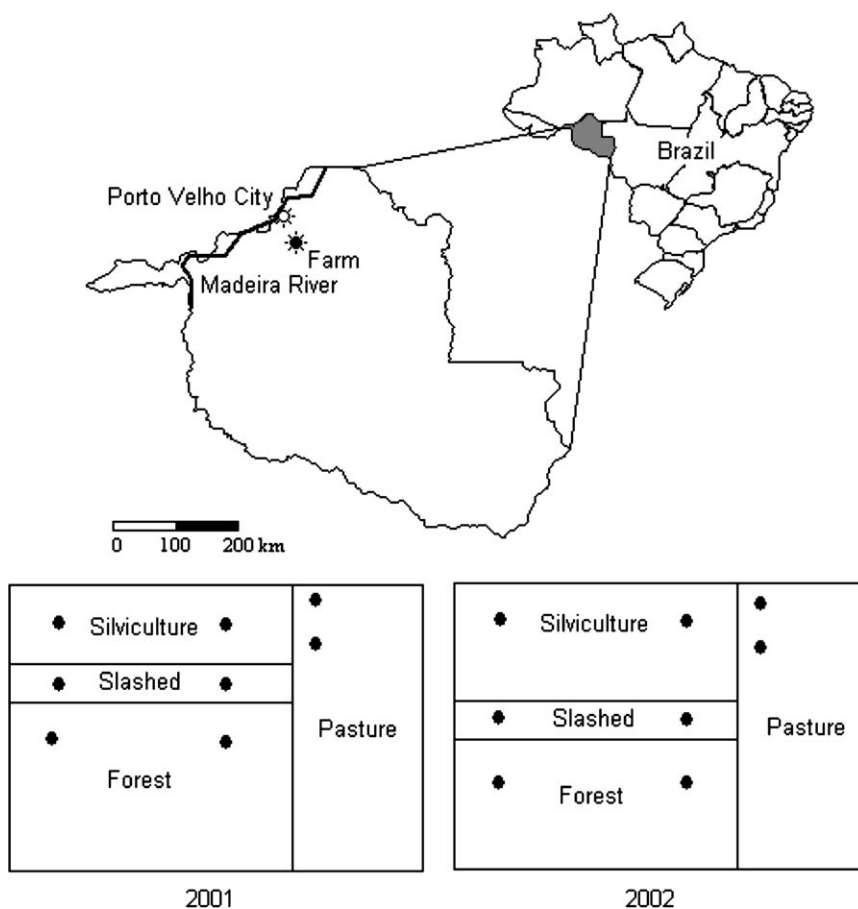 Brazil
Porto Velho City
Farm
Madeira River
0 100 200 km
Silviculture
Slashed
Forest
Pasture
2001
Silviculture
Slashed
Forest
Pasture
2002